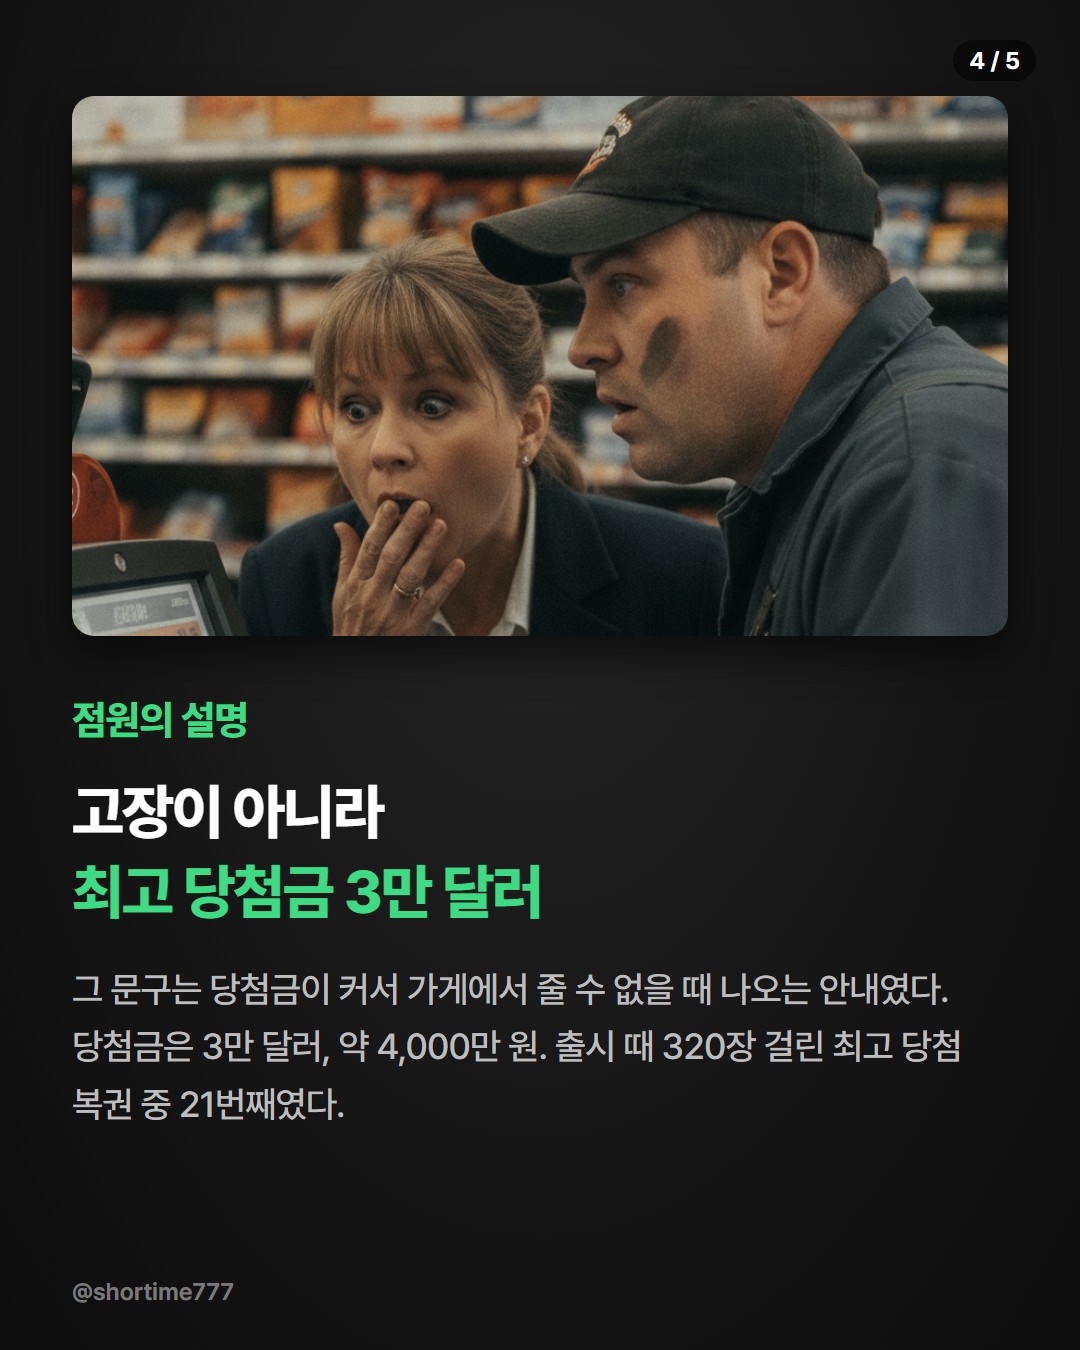 4 / 5
점원의 설명
고장이 아니라
최고 당첨금 3만 달러
그 문구는 당첨금이 커서 가게에서 줄 수 없을 때 나오는 안내였다.
당첨금은 3만 달러, 약 4,000만 원. 출시 때 320장 걸린 최고 당첨
복권 중 21번째였다.
@shortime777